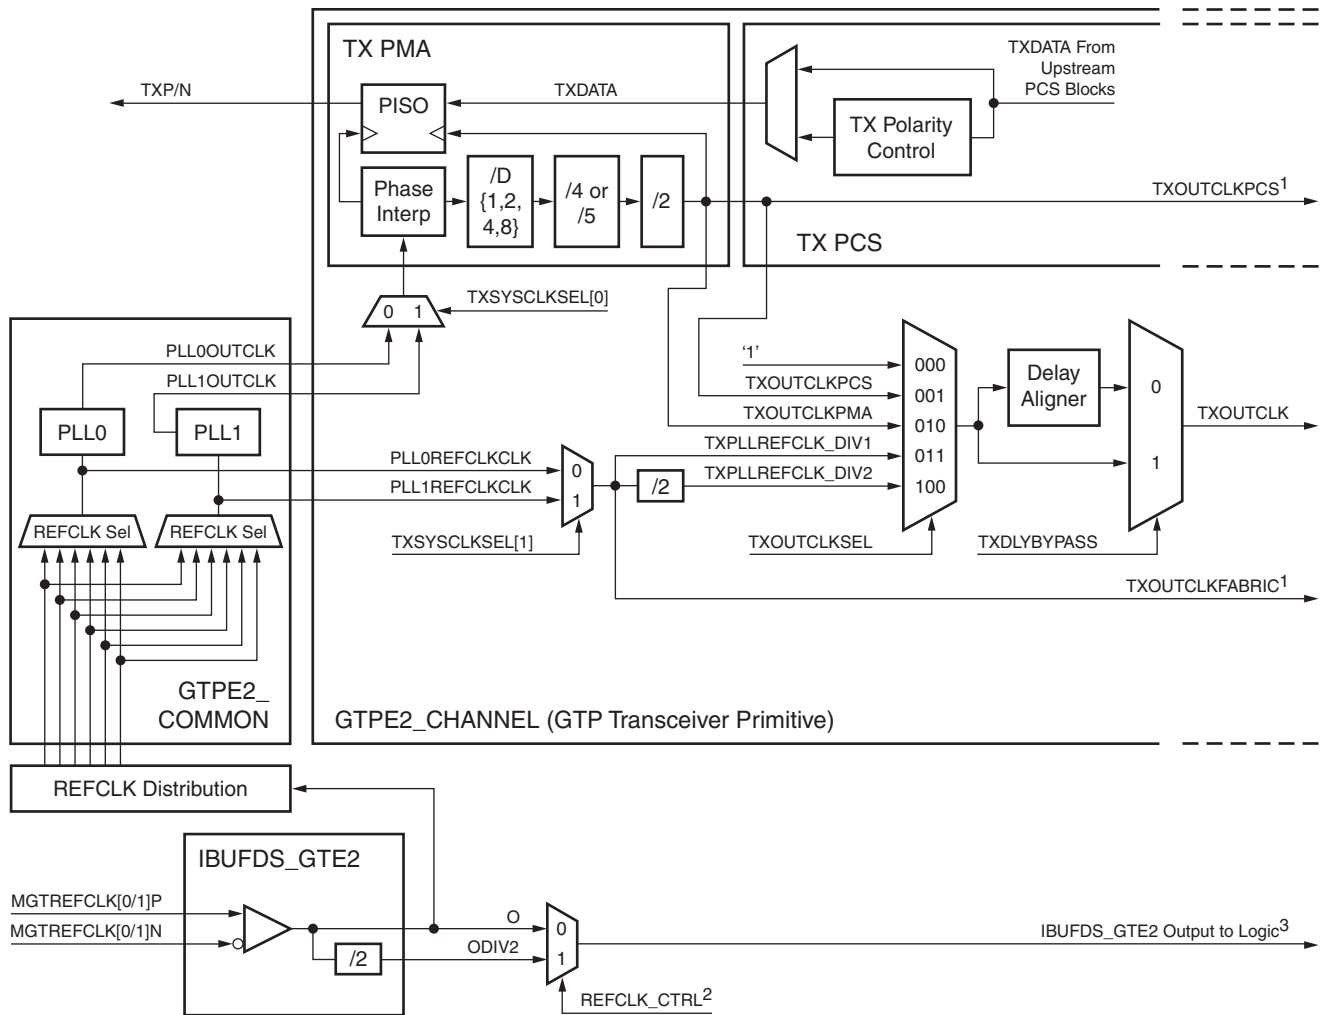 TX PMA
TXP/N
PISO
TXDATA
TXDATA From
Upstream
PCS Blocks
TX Polarity
Control
Phase
Interp
/D
{1,2,
4,8}
/4 or
/5
/2
TXOUTCLKPCS1
TX PCS
TXSYSCLKSEL[0]
0 1
PLL0OUTCLK
PLL1OUTCLK
PLL0
PLL1
REFCLK Sel
REFCLK Sel
GTPE2_
COMMON
PLL0REFCLKCLK
PLL1REFCLKCLK
0
1
TXSYSCLKSEL[1]
/2
‘1’
TXOUTCLKPCS
TXOUTCLKPMA
TXPLLREFCLK_DIV1
TXPLLREFCLK_DIV2
000
001
010
011
100
TXOUTCLKSEL
Delay
Aligner
0
1
TXDLYBYPASS
TXOUTCLK
TXOUTCLKFABRIC1
GTPE2_CHANNEL (GTP Transceiver Primitive)
REFCLK Distribution
IBUFDS_GTE2
MGTREFCLK[0/1]P
MGTREFCLK[0/1]N
/2
O
ODIV2
0
1
REFCLK_CTRL2
IBUFDS_GTE2 Output to Logic3